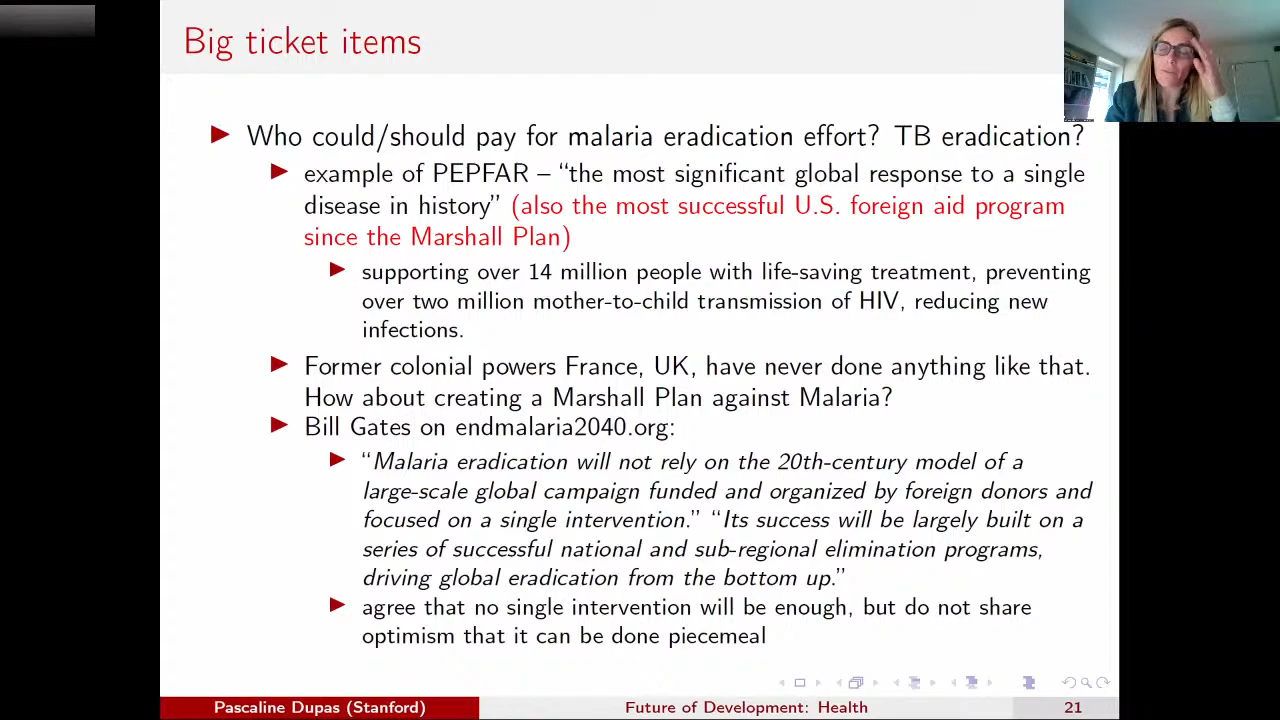 Big ticket items
Who could/should pay for malaria eradication effort? TB eradication?
example of PEPFAR – “the most significant global response to a single
disease in history” (also the most successful U.S. foreign aid program
since the Marshall Plan)
supporting over 14 million people with life-saving treatment, preventing
over two million mother-to-child transmission of HIV, reducing new
infections.
Former colonial powers France, UK, have never done anything like that.
How about creating a Marshall Plan against Malaria?
Bill Gates on endmalaria2040.org:
“Malaria eradication will not rely on the 20th-century model of a
large-scale global campaign funded and organized by foreign donors and
focused on a single intervention.” “Its success will be largely built on a
series of successful national and sub-regional elimination programs,
driving global eradication from the bottom up.”
agree that no single intervention will be enough, but do not share
optimism that it can be done piecemeal
Pascaline Dupas (Stanford)
Future of Development: Health
21